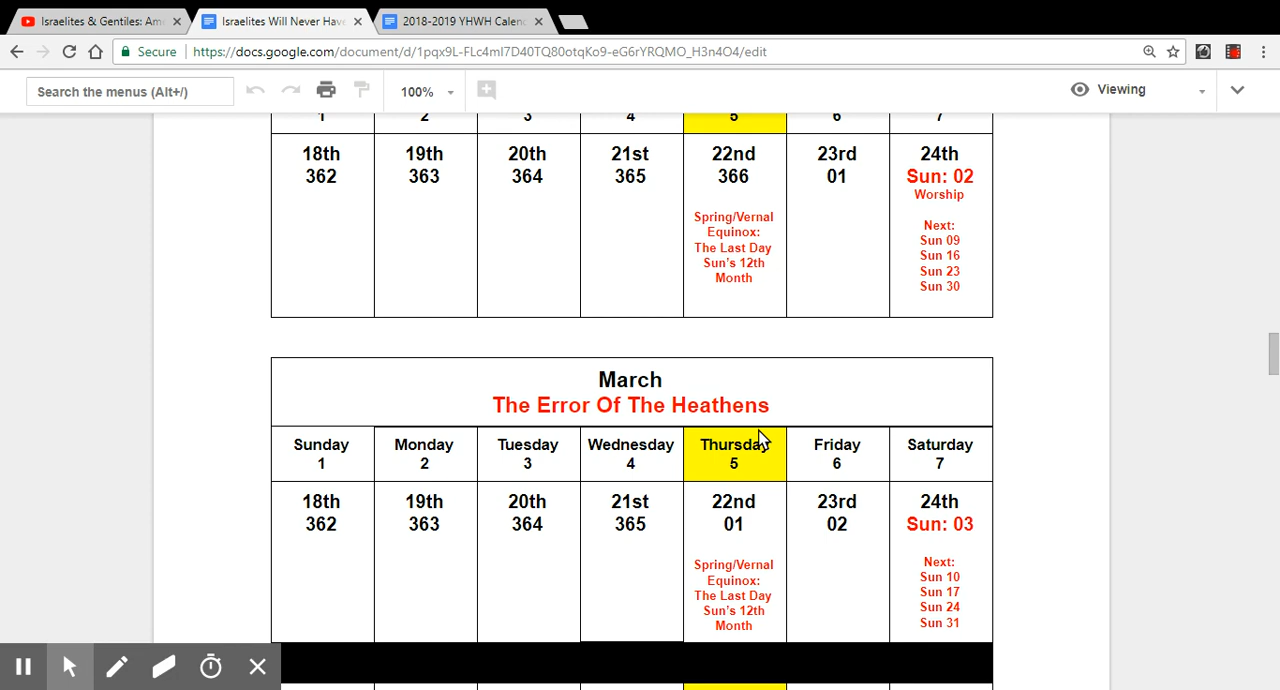 Israelites & Gentiles: Ame
Israelites Will Never Have
2018-2019 YHWH Calend
Secure
https://docs.google.com/document/d/1pqx9L-FLc4mI7D40TQ80otqKo9-eG6rYRQMO_H3n4O4/edit
Search the menus (Alt+/)
100%
Viewing
1 2 3 4 5 6 7
18th 19th 20th 21st 22nd 23rd 24th
362 363 364 365 366 01 Sun: 02
Worship
Spring/Vernal
Equinox:
The Last Day
Sun's 12th
Month
Next:
Sun 09
Sun 16
Sun 23
Sun 30
March
The Error Of The Heathens
Sunday Monday Tuesday Wednesday Thursday Friday Saturday
1 2 3 4 5 6 7
18th 19th 20th 21st 22nd 23rd 24th
362 363 364 365 01 02 Sun: 03
Spring/Vernal
Equinox:
The Last Day
Sun's 12th
Month
Next:
Sun 10
Sun 17
Sun 24
Sun 31